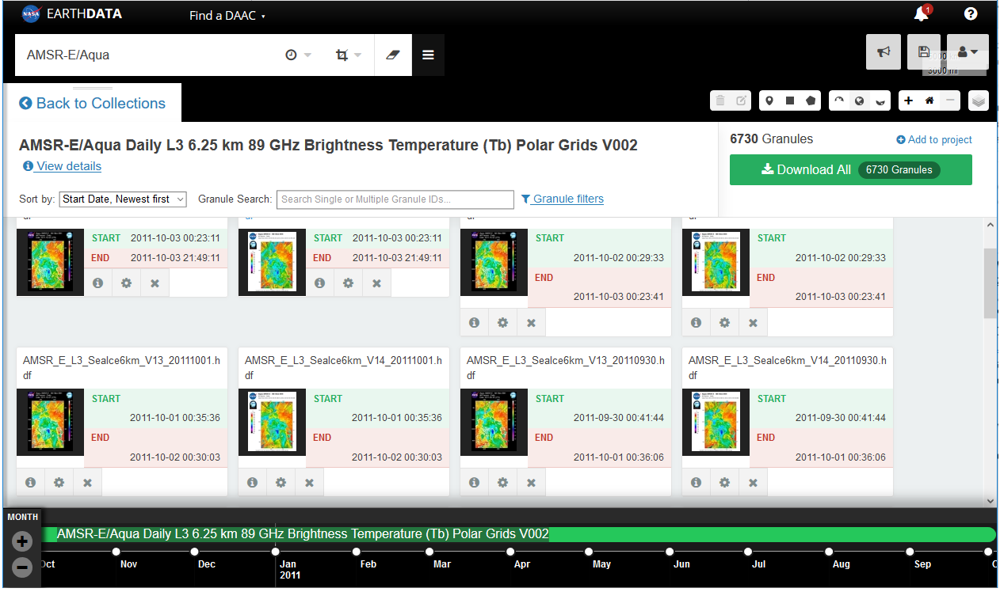 NASA EARTHDATA Find a DAAC 1
AMSR-E/Aqua
5000 km
3000 mi
Back to Collections
AMSR-E/Aqua Daily L3 6.25 km 89 GHz Brightness Temperature (Tb) Polar Grids V002
View details
6730 Granules Add to project
Download All 6730 Granules
Sort by: Start Date, Newest first Granule Search: Search Single or Multiple Granule IDs... Granule filters
df df df df
START 2011-10-03 00:23:11 START 2011-10-03 00:23:11 START START
END 2011-10-03 21:49:11 END 2011-10-03 21:49:11 2011-10-02 00:29:33 2011-10-02 00:29:33
END END
2011-10-03 00:23:41 2011-10-03 00:23:41
AMSR_E_L3_SeaIce6km_V13_20111001.h AMSR_E_L3_SeaIce6km_V14_20111001.h AMSR_E_L3_SeaIce6km_V13_20110930.h AMSR_E_L3_SeaIce6km_V14_20110930.h
df df df df
START START START START
2011-10-01 00:35:36 2011-10-01 00:35:36 2011-09-30 00:41:44 2011-09-30 00:41:44
END END END END
2011-10-02 00:30:03 2011-10-02 00:30:03 2011-10-01 00:36:06 2011-10-01 00:36:06
MONTH
AMSR-E/Aqua Daily L3 6.25 km 89 GHz Brightness Temperature (Tb) Polar Grids V002
Oct Nov Dec Jan Feb Mar Apr May Jun Jul Aug Sep
2011